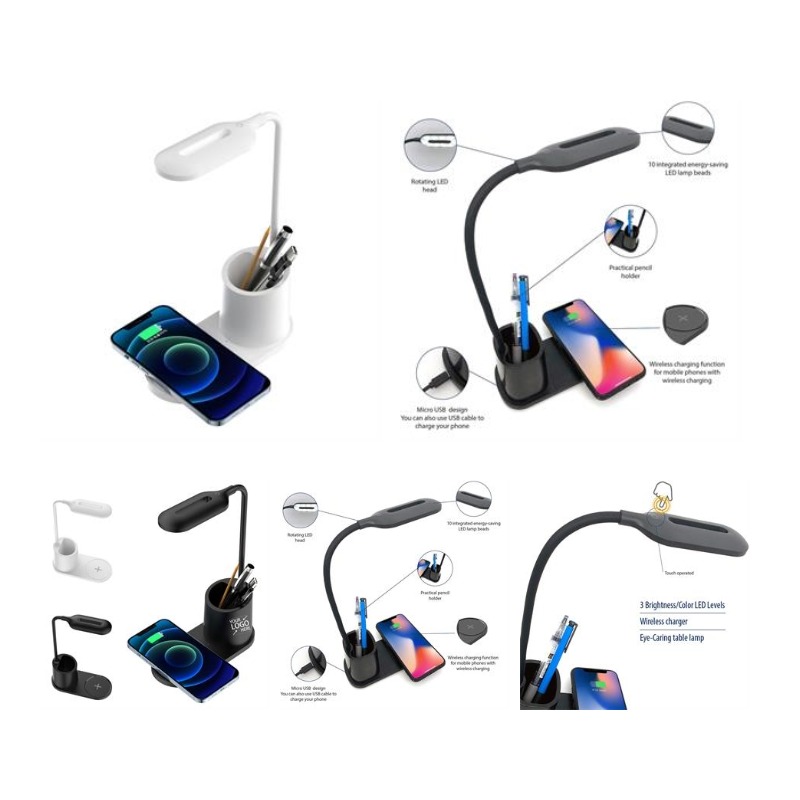 Rotating LED
head
10 integrated energy-saving
LED lamp beads
Practical pencil
holder
Wireless charging function
for mobile phones with
wireless charging
Micro USB design
You can also use USB cable to
charge your phone
YOUR
LOGO
HERE
Rotating LED
head
10 integrated energy-saving
LED lamp beads
Practical pencil
holder
Wireless charging function
for mobile phones with
wireless charging
Micro USB design
You can also use USB cable to
charge your phone
Touch operated
3 Brightness/Color LED Levels
Wireless charger
Eye-Caring table lamp